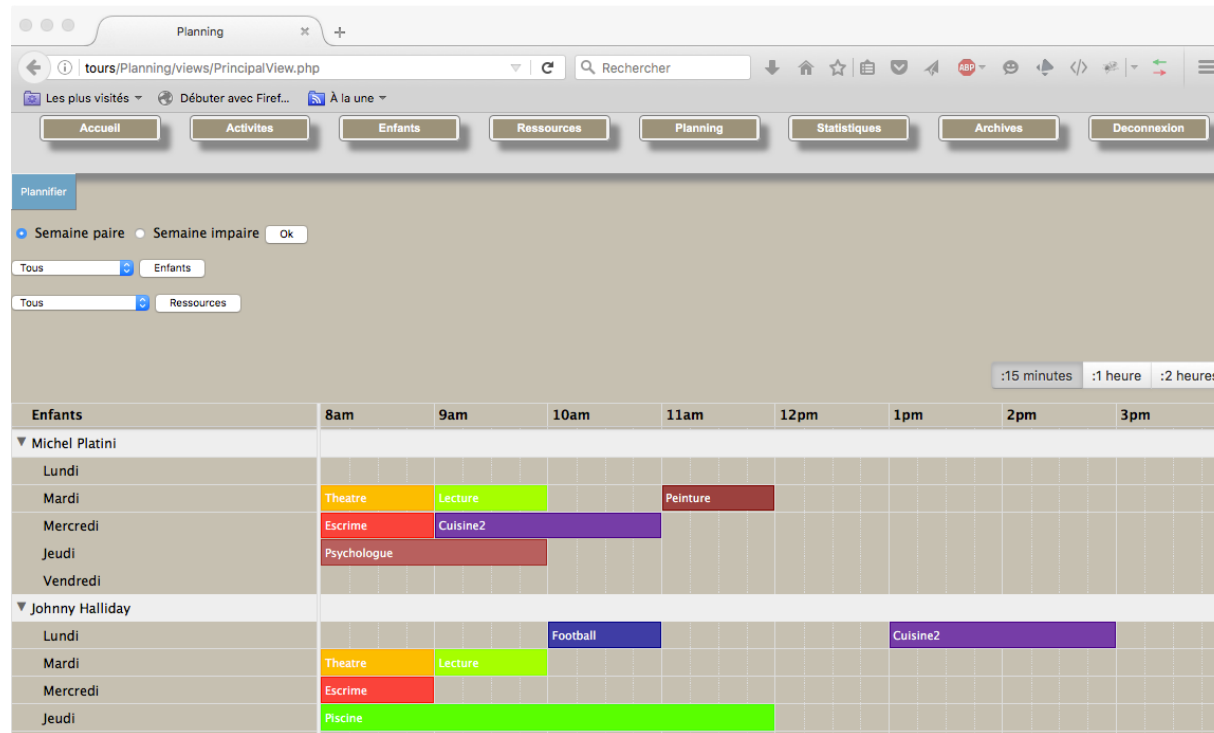 Planning
tours/Planning/views/PrincipalView.php
Rechercher
ABP
Les plus visités
Débuter avec Firef...
À la une
Accueil
Activites
Enfants
Ressources
Planning
Statistiques
Archives
Deconnexion
Plannifier
Semaine paire Semaine impaire Ok
Tous Enfants
Tous Ressources
:15 minutes :1 heure :2 heures
Enfants 8am 9am 10am 11am 12pm 1pm 2pm 3pm
Michel Platini
Lundi
Mardi Theatre Lecture Peinture
Mercredi Escrime Cuisine2
Jeudi Psychologue
Vendredi
Johnny Halliday
Lundi Football Cuisine2
Mardi Theatre Lecture
Mercredi Escrime
Jeudi Piscine